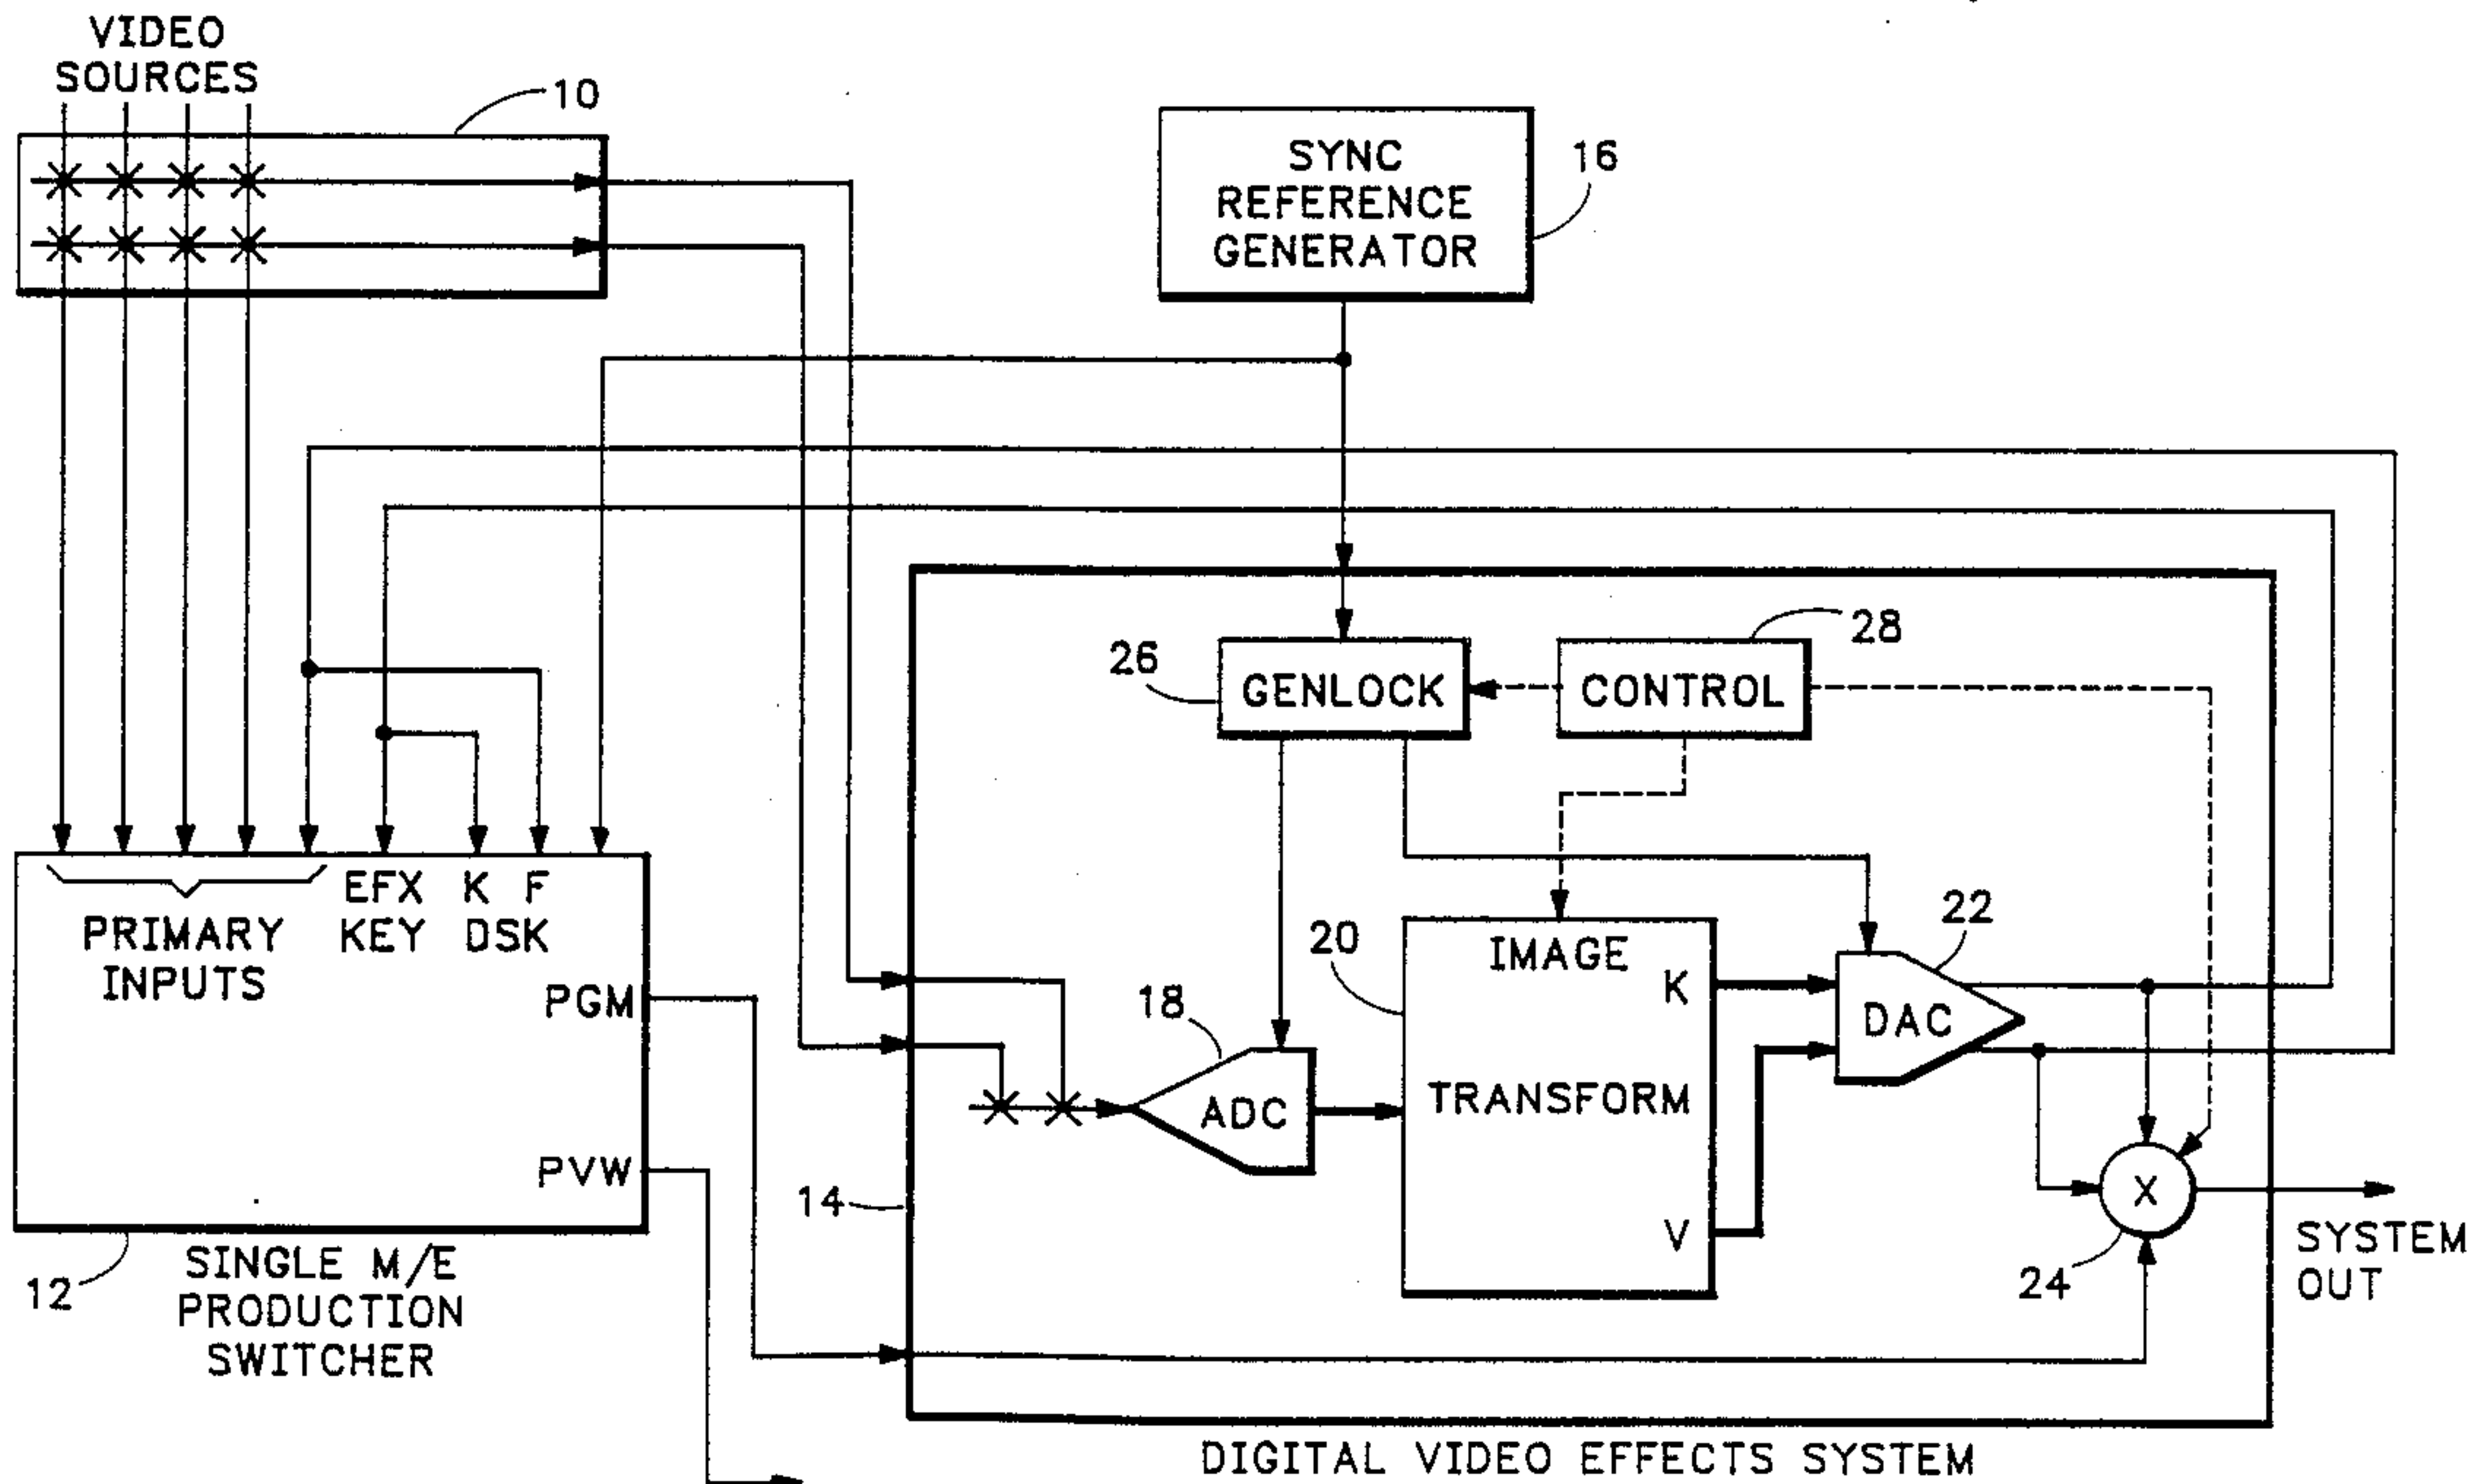 VIDEO
SOURCES
10
SYNC
REFERENCE
GENERATOR
16
26
GENLOCK
CONTROL
28
PRIMARY
INPUTS
EFX
KEY
K F
DSK
PGM
PVW
12
SINGLE M/E
PRODUCTION
SWITCHER
14
18
ADC
20
IMAGE
TRANSFORM
K
V
22
DAC
X
24
SYSTEM
OUT
DIGITAL VIDEO EFFECTS SYSTEM